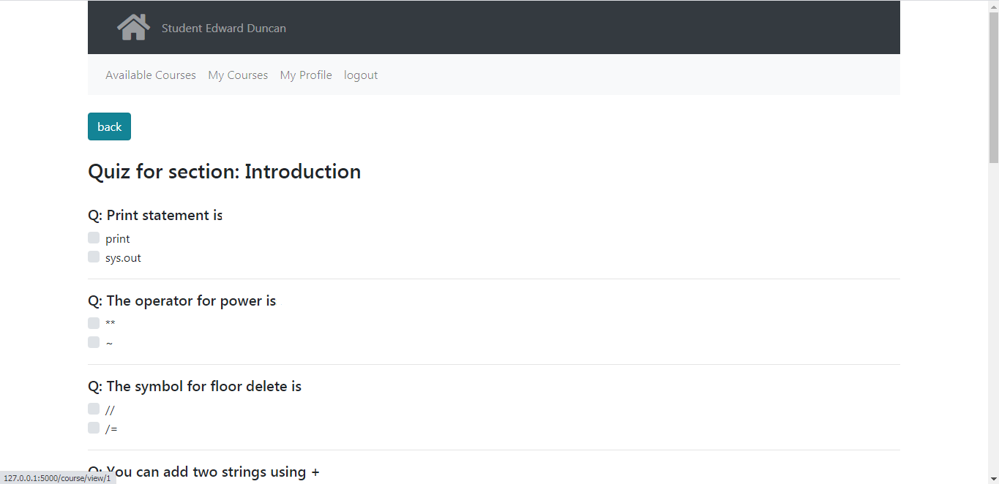 Student Edward Duncan
Available Courses My Courses My Profile logout
back
Quiz for section: Introduction
Q: Print statement is
print
sys.out
Q: The operator for power is
**
~
Q: The symbol for floor delete is
//
/=
Q: You can add two strings using +
127.0.0.1:5000/course/view/1